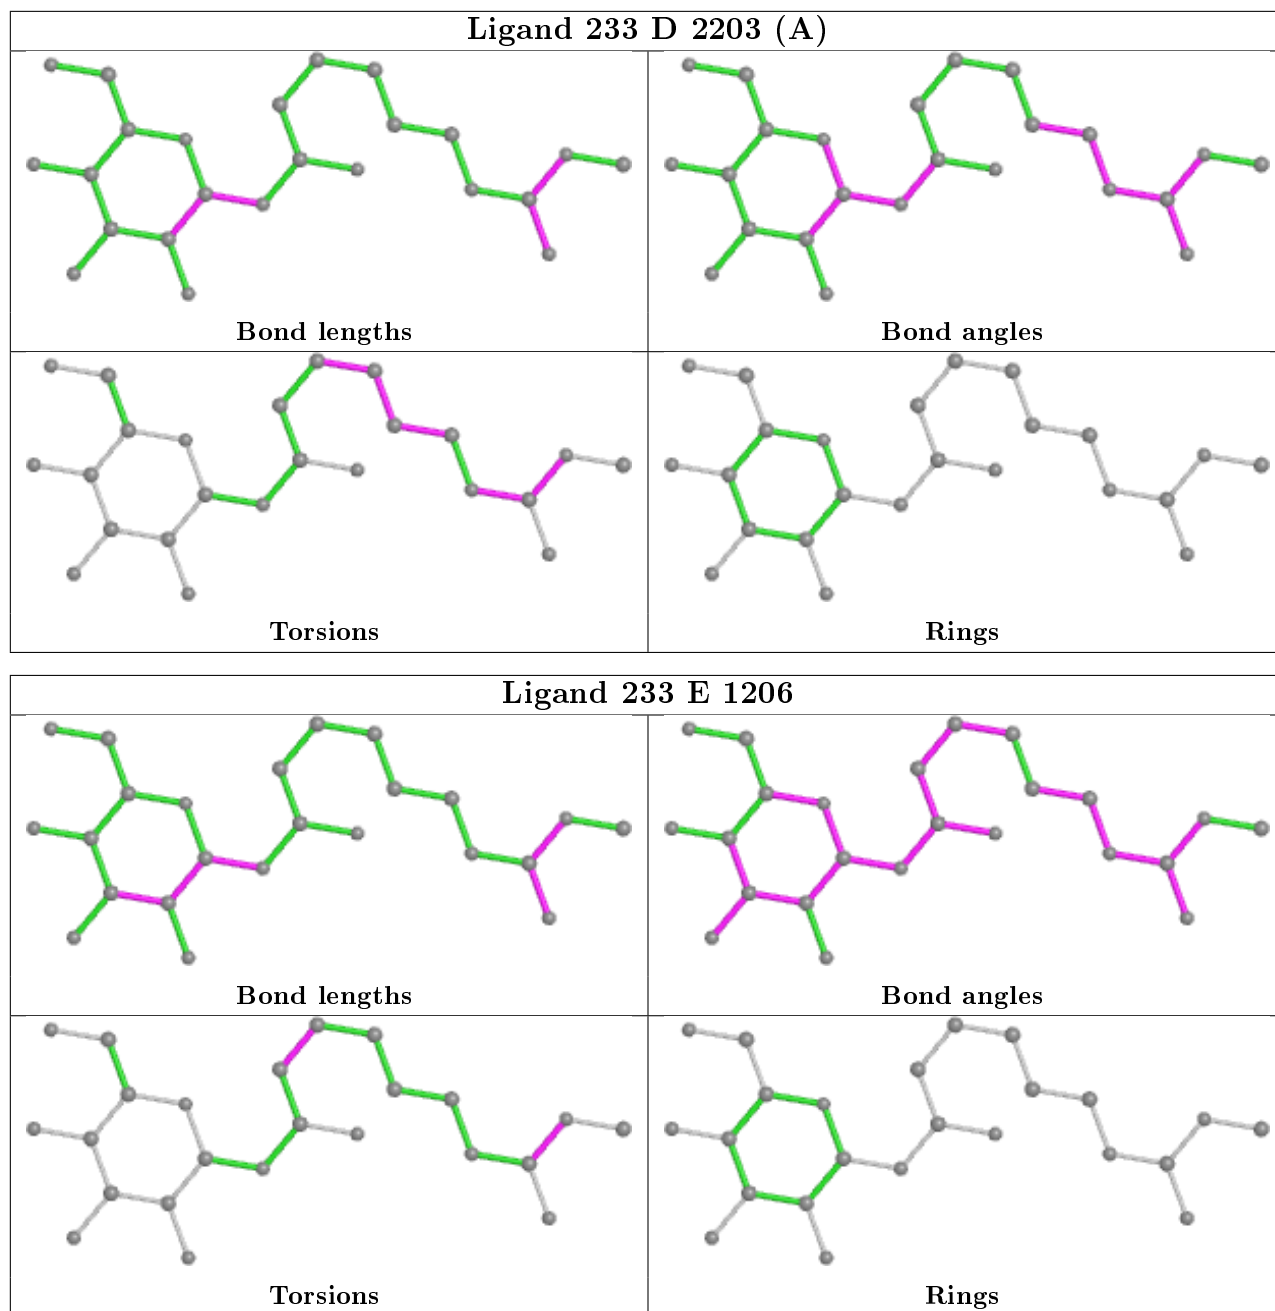 Ligand 233 D 2203 (A)
Bond lengths
Bond angles
Torsions
Rings
Ligand 233 E 1206
Bond lengths
Bond angles
Torsions
Rings